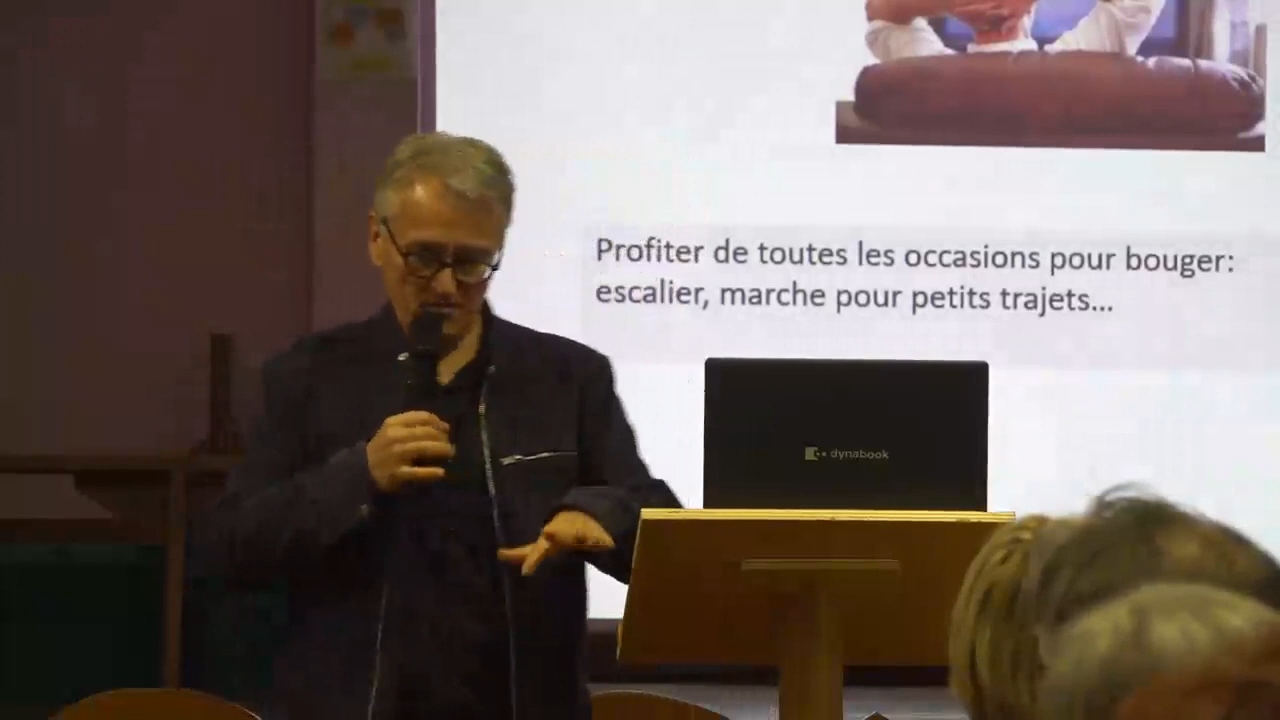 Profiter de toutes les occasions pour bouger:
escalier, marche pour petits trajets...
dynabook